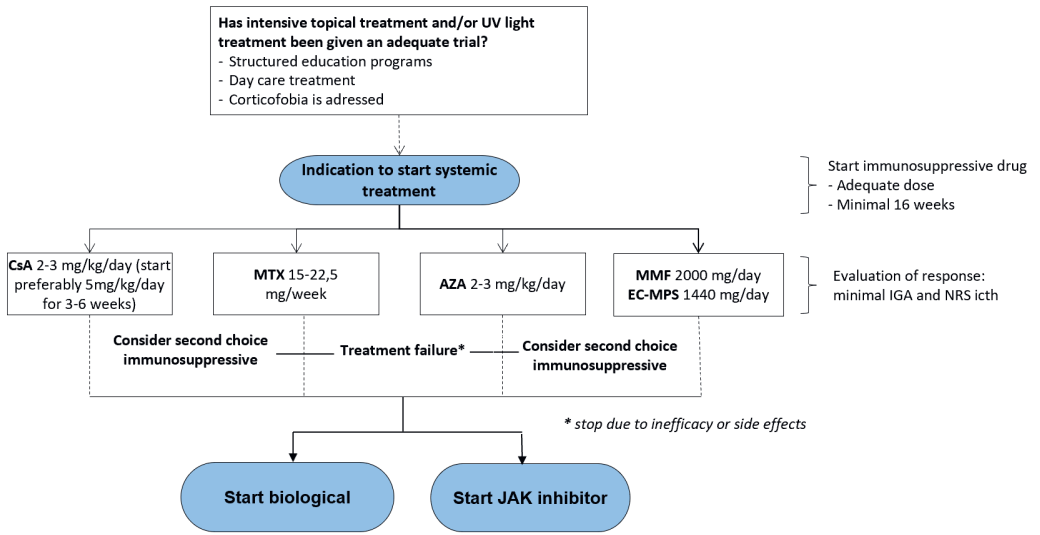 Has intensive topical treatment and/or UV light
treatment been given an adequate trial?
- Structured education programs
- Day care treatment
- Corticofobia is adressed
Indication to start systemic
treatment
Start immunosuppressive drug
- Adequate dose
- Minimal 16 weeks
CsA 2-3 mg/kg/day (start
preferably 5mg/kg/day
for 3-6 weeks)
MTX 15-22,5
mg/week
AZA 2-3 mg/kg/day
MMF 2000 mg/day
EC-MPS 1440 mg/day
Evaluation of response:
minimal IGA and NRS icth
Consider second choice
immunosuppressive
Treatment failure*
Consider second choice
immunosuppressive
* stop due to inefficacy or side effects
Start biological
Start JAK inhibitor